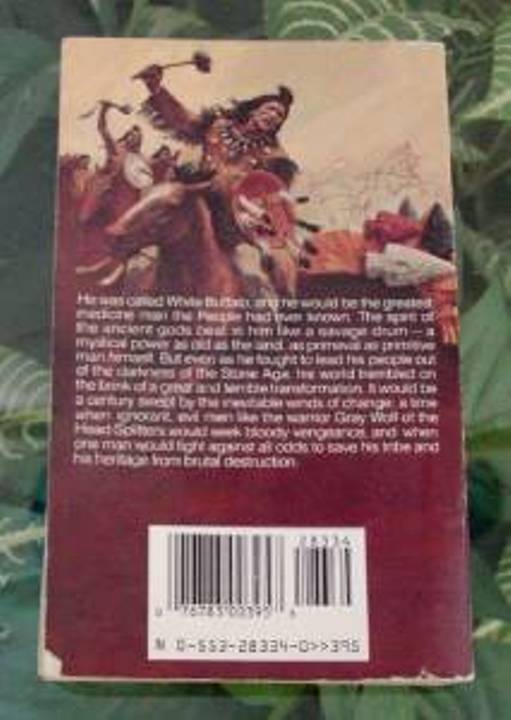 He was called White Buffalo, and he would be the greatest
medicine man the People had ever known. The spirit of
the ancient gods beat in him like a savage drum — a
mystical power as old as the land, as primeval as primitive
man himself. But even as he fought to lead his people out
of the darkness of the Stone Age, his world trembled on
the brink of a great and terrible transformation. It would be
a century swept by the inevitable winds of change: a time
when ignorant, evil men like the warrior Gray Wolf of the
Head Splitters would seek bloody vengeance, and when
one man would fight against all odds to save his tribe and
his heritage from brutal destruction.
28334
0 76783 00395 6
N 0-553-28334-0>>395